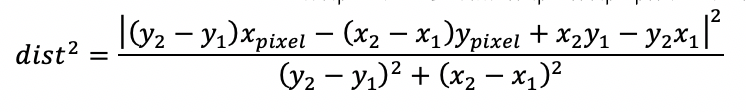 dist² = |(y₂ − y₁)x_pixel − (x₂ − x₁)y_pixel + x₂y₁ − y₂x₁|² / (y₂ − y₁)² + (x₂ − x₁)²